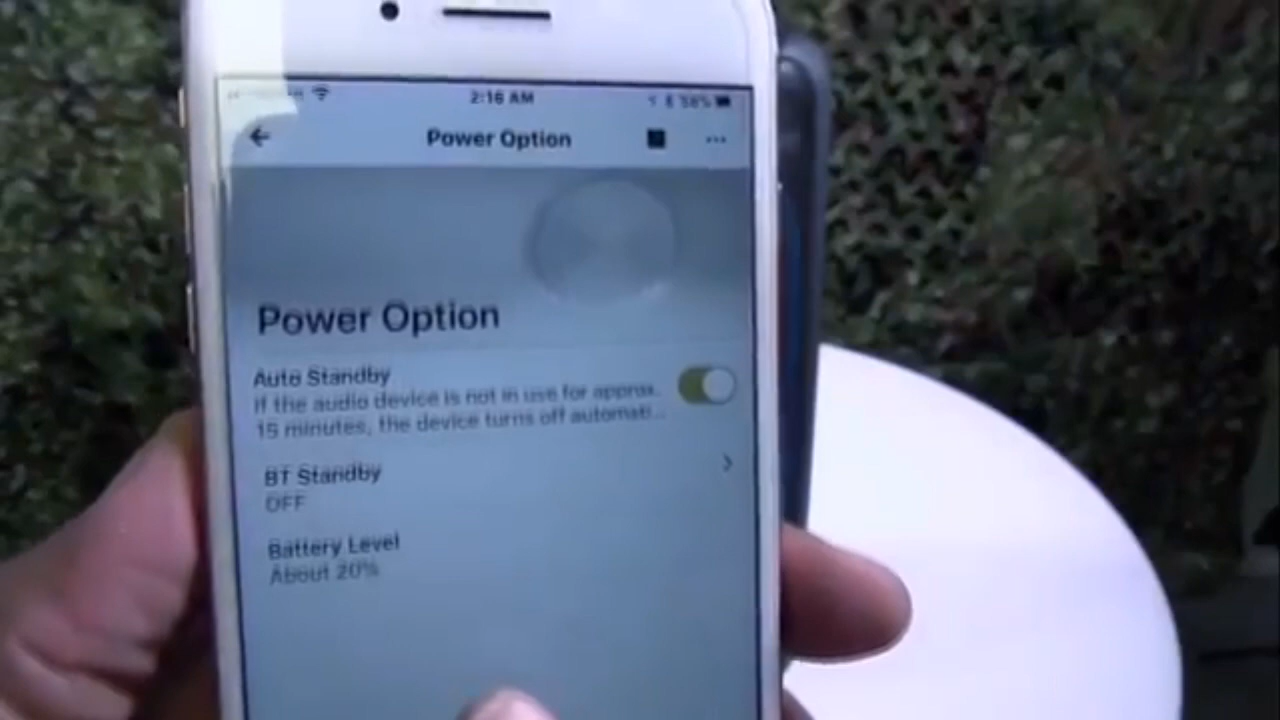 2:16 AM
56%
Power Option
Power Option
Auto Standby
If the audio device is not in use for approx.
15 minutes, the device turns off automati...
BT Standby
OFF
Battery Level
About 20%